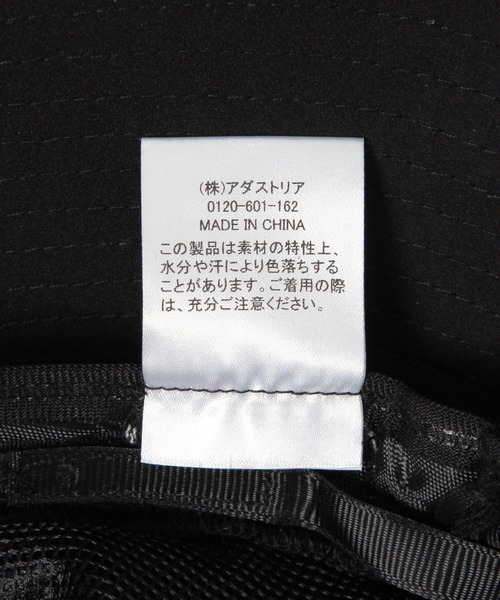 (株)アダストリア
0120-601-162
MADE IN CHINA
この製品は素材の特性上、
水分や汗により色落ちする
ことがあります。ご着用の際
は、充分ご注意ください。